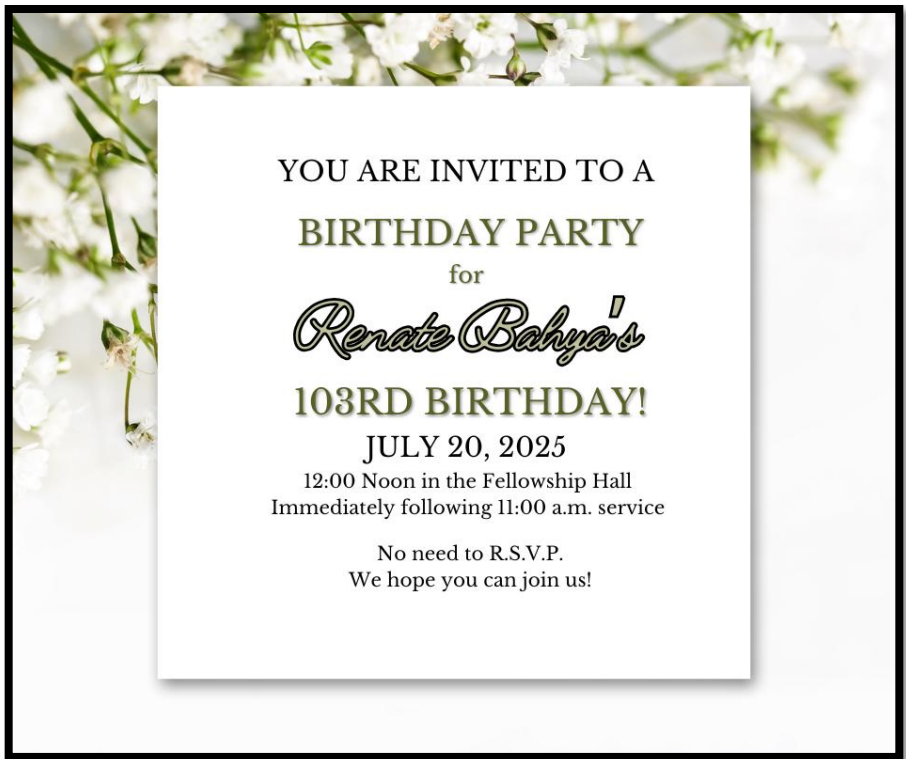 YOU ARE INVITED TO A
BIRTHDAY PARTY
for
Renate Bahya's
103RD BIRTHDAY!
JULY 20, 2025
12:00 Noon in the Fellowship Hall
Immediately following 11:00 a.m. service
No need to R.S.V.P.
We hope you can join us!